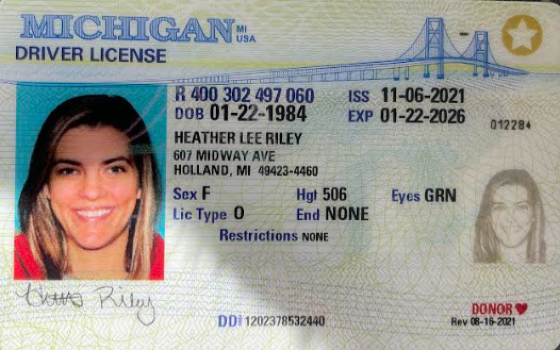 MICHIGAN MI USA
DRIVER LICENSE
R 400 302 497 060 ISS 11-06-2021
DOB 01-22-1984 EXP 01-22-2026
012284
HEATHER LEE RILEY
607 MIDWAY AVE
HOLLAND, MI 49423-4460
Sex F Hgt 506 Eyes GRN
Lic Type O End NONE
Restrictions NONE
Riley
DD 1202378532440
DONOR
Rev 08-16-2021